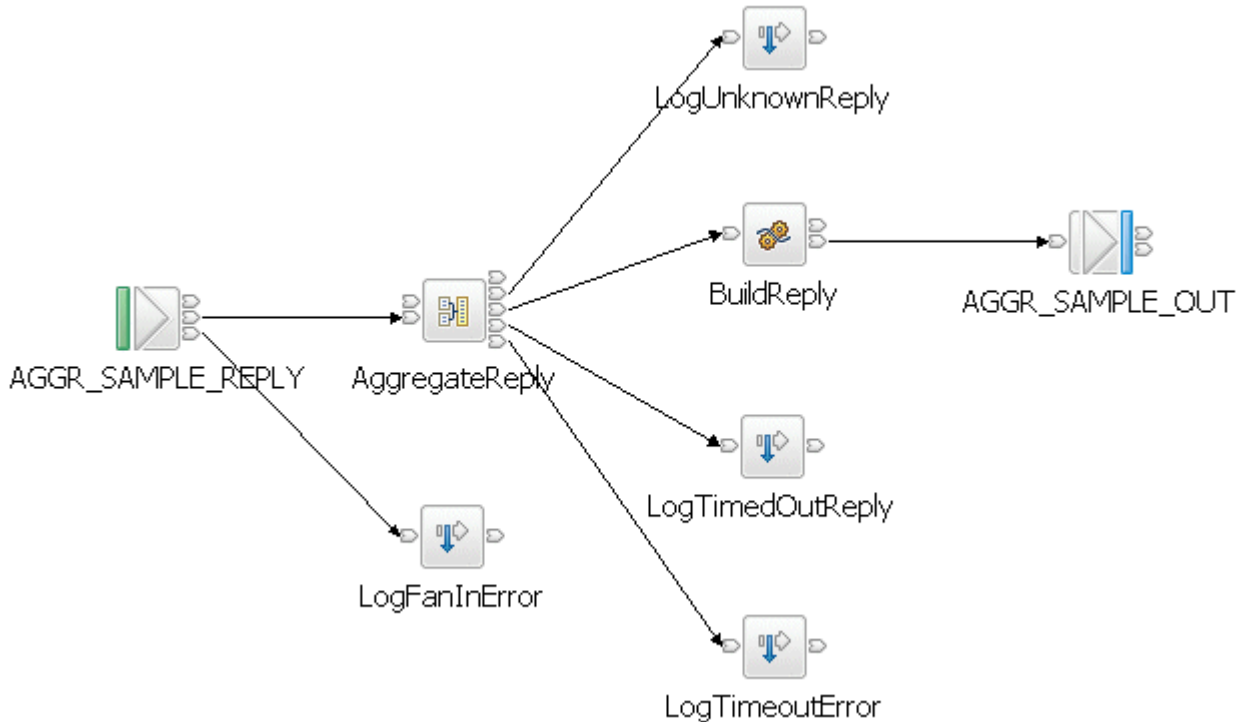 LogUnknownReply
BuildReply
AGGR_SAMPLE_OUT
AGGR_SAMPLE_REPLY
AggregateReply
LogTimedOutReply
LogFanInError
LogTimeoutError